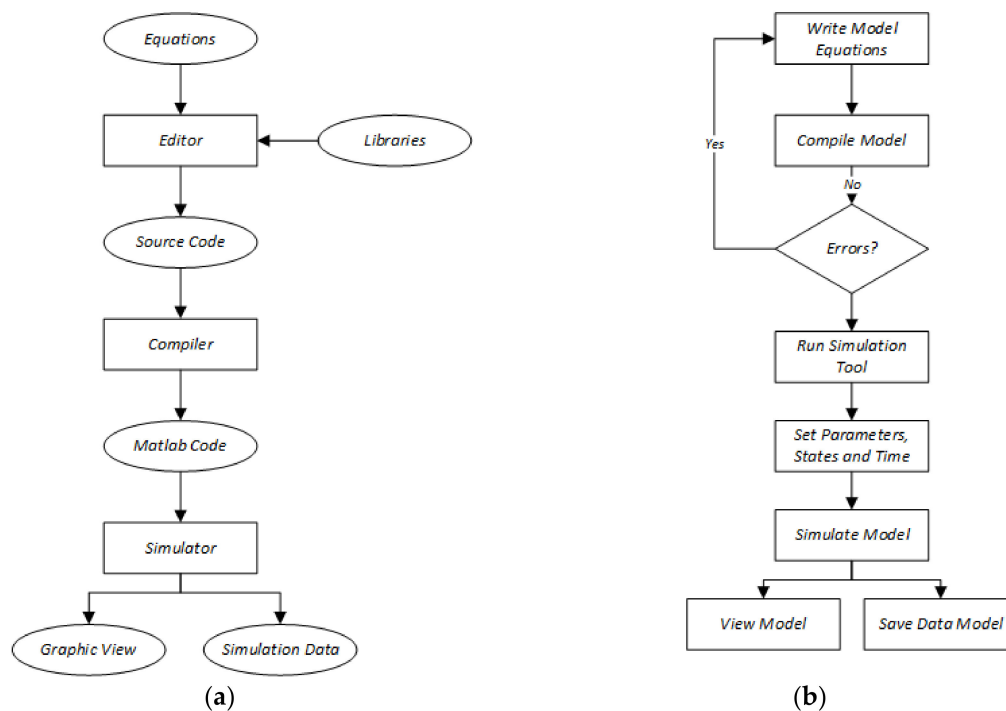 Equations
Editor
Libraries
Source Code
Compiler
Matlab Code
Simulator
Graphic View
Simulation Data
(a)
Write Model
Equations
Compile Model
Yes
No
Errors?
Run Simulation
Tool
Set Parameters,
States and Time
Simulate Model
View Model
Save Data Model
(b)